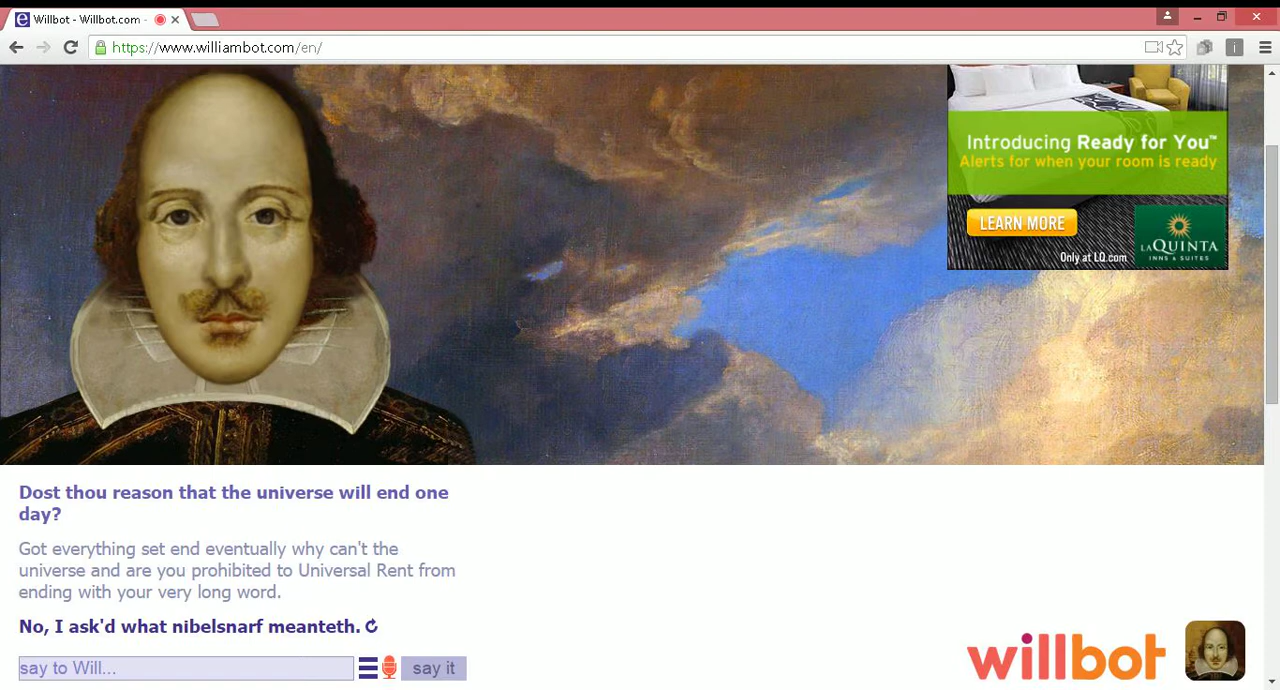 Willbot - Willbot.com -
https://www.williambot.com/en/
Introducing Ready for You™
Alerts for when your room is ready
LEARN MORE
LAQUINTA
INNS & SUITES
Only at LQ.com
Dost thou reason that the universe will end one
day?
Got everything set end eventually why can't the
universe and are you prohibited to Universal Rent from
ending with your very long word.
No, I ask'd what nibelsnarf meanteth.
say to Will...
say it
willbot